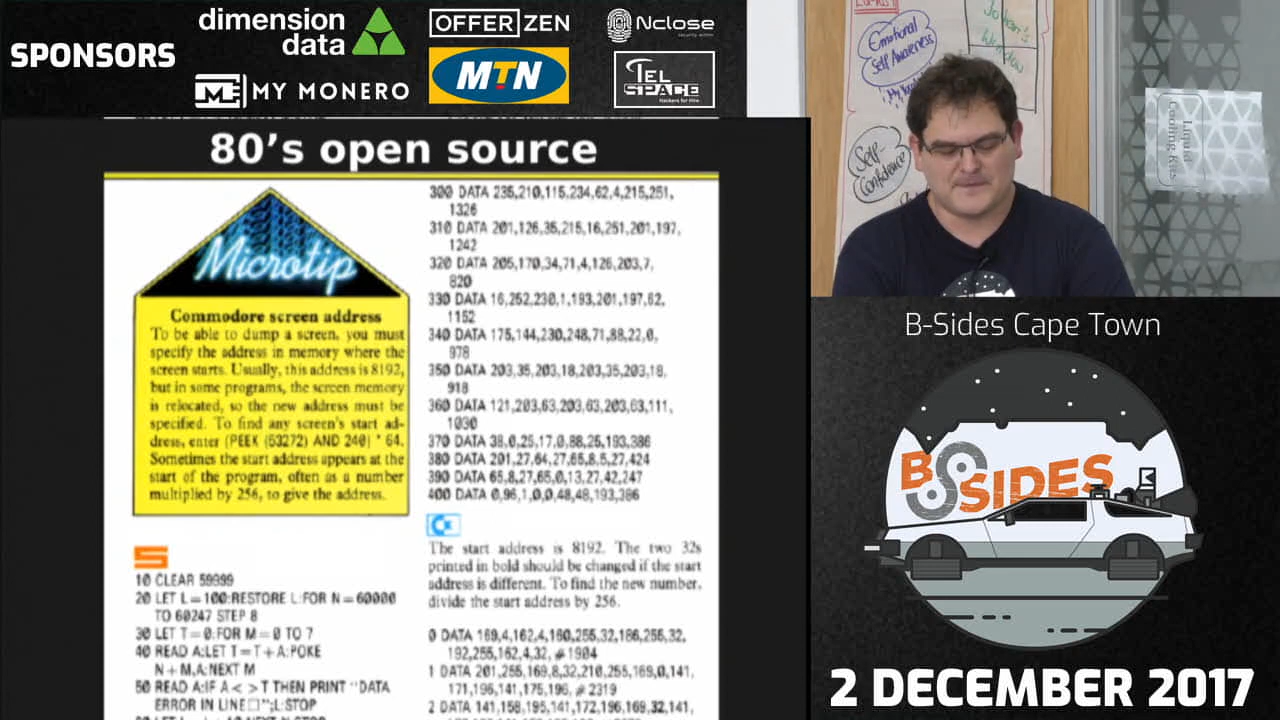 SPONSORS
dimension
data
OFFERZEN
Nclose
MTN
MY MONERO
TEL
SPACE
Hackers for Hire
Emotional
Self Awareness
Self-
Confidence
Liquid
Cooling Kits
80's open source
Microtip
Commodore screen address
To be able to dump a screen, you must
specify the address in memory where the
screen starts. Usually, this address is 8192,
but in some programs, the screen memory
is relocated, so the new address must be
specified. To find any screen's start ad-
dress, enter (PEEK (53272) AND 240) * 64.
Sometimes the start address appears at the
start of the program, often as a number
multiplied by 256, to give the address.
S
10 CLEAR 59999
20 LET L=100:RESTORE L:FOR N=60000
TO 60247 STEP 8
30 LET T=0:FOR M=0 TO 7
40 READ A:LET T=T+A:POKE
N+M,A:NEXT M
50 READ A:IF A < > T THEN PRINT "DATA
ERROR IN LINE□";L:STOP
300 DATA 235,210,115,234,62,4,215,251,
1326
310 DATA 201,126,35,215,16,251,201,197,
1242
320 DATA 205,170,34,71,4,126,203,7,
820
330 DATA 16,252,230,1,193,201,197,62,
1152
340 DATA 175,144,230,248,71,88,22,0,
978
350 DATA 203,35,203,18,203,35,203,18,
918
360 DATA 121,203,63,203,63,203,63,111,
1030
370 DATA 38,0,25,17,0,88,25,193,386
380 DATA 201,27,64,27,65,8,5,27,424
390 DATA 65,8,27,65,0,13,27,42,247
400 DATA 0,96,1,0,0,48,48,193,386
The start address is 8192. The two 32s
printed in bold should be changed if the start
address is different. To find the new number,
divide the start address by 256.
0 DATA 169,4,162,4,160,255,32,186,255,32,
192,255,162,4,32, #1904
1 DATA 201,255,169,8,32,210,255,169,0,141,
171,196,141,175,196, #2319
2 DATA 141,158,195,141,172,196,169,32,141,
B-Sides Cape Town
BSIDES
2 DECEMBER 2017